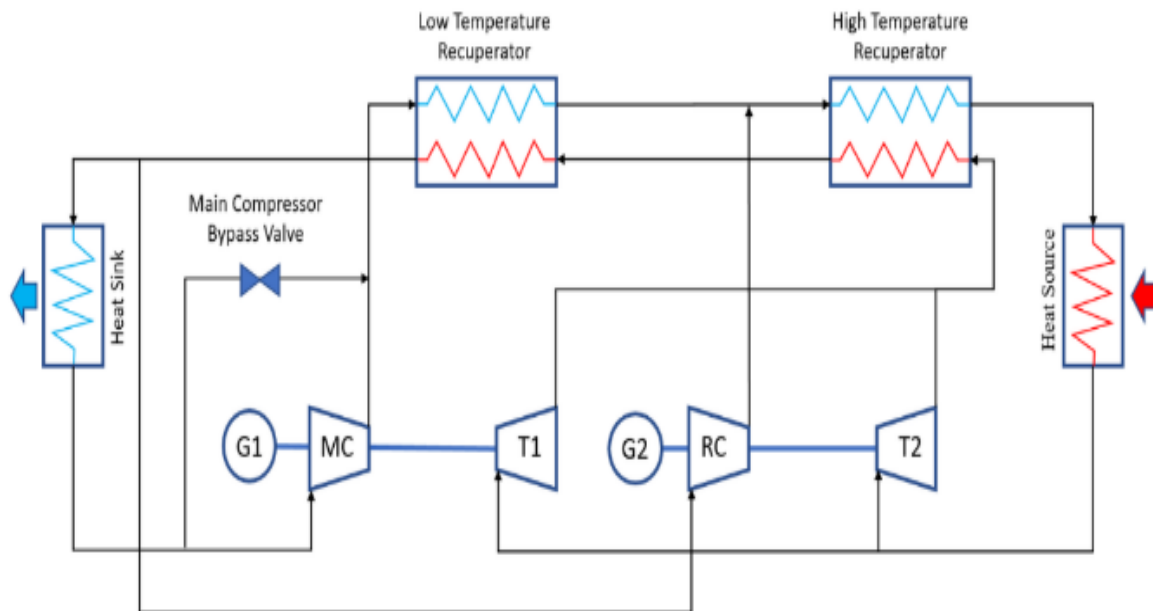 Low Temperature
Recuperator
High Temperature
Recuperator
Main Compressor
Bypass Valve
Heat Sink
Heat Source
G1
MC
T1
G2
RC
T2